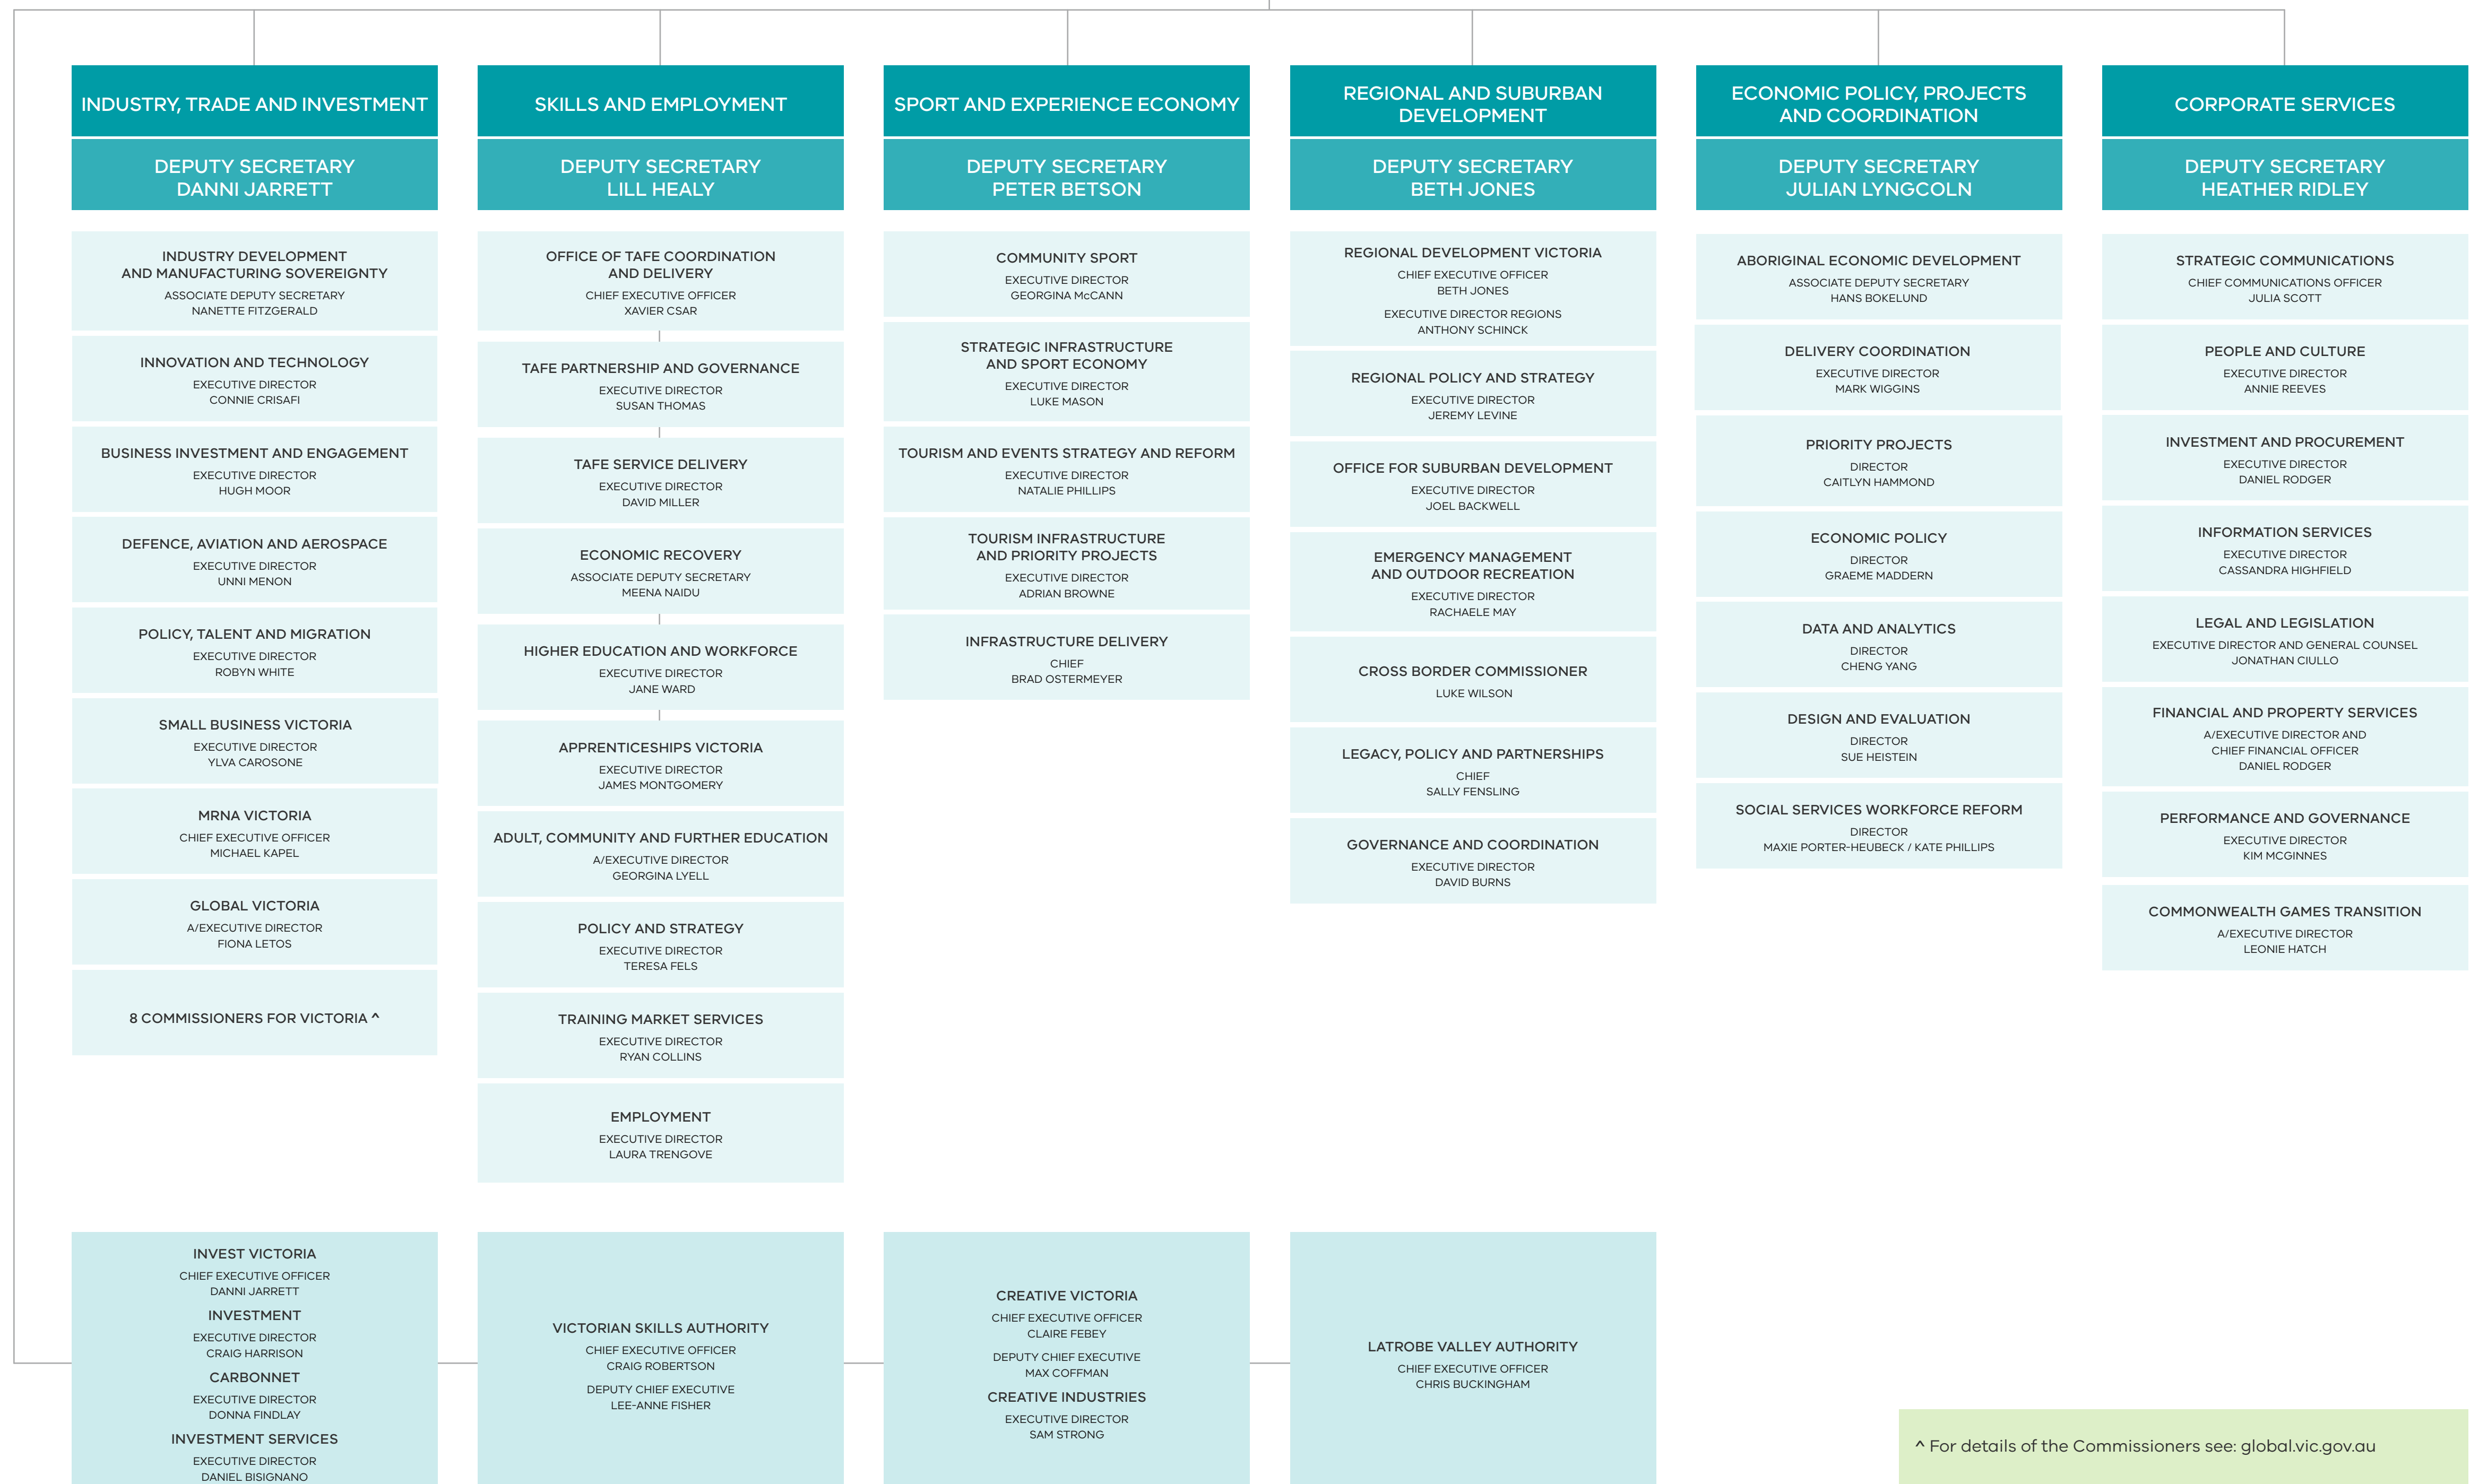 INDUSTRY, TRADE AND INVESTMENT
DEPUTY SECRETARY
DANNI JARRETT
INDUSTRY DEVELOPMENT
AND MANUFACTURING SOVEREIGNTY
ASSOCIATE DEPUTY SECRETARY
NANETTE FITZGERALD
INNOVATION AND TECHNOLOGY
EXECUTIVE DIRECTOR
CONNIE CRISAFI
BUSINESS INVESTMENT AND ENGAGEMENT
EXECUTIVE DIRECTOR
HUGH MOOR
DEFENCE, AVIATION AND AEROSPACE
EXECUTIVE DIRECTOR
UNNI MENON
POLICY, TALENT AND MIGRATION
EXECUTIVE DIRECTOR
ROBYN WHITE
SMALL BUSINESS VICTORIA
EXECUTIVE DIRECTOR
YLVA CAROSONE
MRNA VICTORIA
CHIEF EXECUTIVE OFFICER
MICHAEL KAPEL
GLOBAL VICTORIA
A/EXECUTIVE DIRECTOR
FIONA LETOS
8 COMMISSIONERS FOR VICTORIA ^
SKILLS AND EMPLOYMENT
DEPUTY SECRETARY
LILL HEALY
OFFICE OF TAFE COORDINATION
AND DELIVERY
CHIEF EXECUTIVE OFFICER
XAVIER CSAR
TAFE PARTNERSHIP AND GOVERNANCE
EXECUTIVE DIRECTOR
SUSAN THOMAS
TAFE SERVICE DELIVERY
EXECUTIVE DIRECTOR
DAVID MILLER
ECONOMIC RECOVERY
ASSOCIATE DEPUTY SECRETARY
MEENA NAIDU
HIGHER EDUCATION AND WORKFORCE
EXECUTIVE DIRECTOR
JANE WARD
APPRENTICESHIPS VICTORIA
EXECUTIVE DIRECTOR
JAMES MONTGOMERY
ADULT, COMMUNITY AND FURTHER EDUCATION
A/EXECUTIVE DIRECTOR
GEORGINA LYELL
POLICY AND STRATEGY
EXECUTIVE DIRECTOR
TERESA FELS
TRAINING MARKET SERVICES
EXECUTIVE DIRECTOR
RYAN COLLINS
EMPLOYMENT
EXECUTIVE DIRECTOR
LAURA TRENGOVE
SPORT AND EXPERIENCE ECONOMY
DEPUTY SECRETARY
PETER BETSON
COMMUNITY SPORT
EXECUTIVE DIRECTOR
GEORGINA McCANN
STRATEGIC INFRASTRUCTURE
AND SPORT ECONOMY
EXECUTIVE DIRECTOR
LUKE MASON
TOURISM AND EVENTS STRATEGY AND REFORM
EXECUTIVE DIRECTOR
NATALIE PHILLIPS
TOURISM INFRASTRUCTURE
AND PRIORITY PROJECTS
EXECUTIVE DIRECTOR
ADRIAN BROWNE
INFRASTRUCTURE DELIVERY
CHIEF
BRAD OSTERMEYER
REGIONAL AND SUBURBAN
DEVELOPMENT
DEPUTY SECRETARY
BETH JONES
REGIONAL DEVELOPMENT VICTORIA
CHIEF EXECUTIVE OFFICER
BETH JONES
EXECUTIVE DIRECTOR REGIONS
ANTHONY SCHINCK
REGIONAL POLICY AND STRATEGY
EXECUTIVE DIRECTOR
JEREMY LEVINE
OFFICE FOR SUBURBAN DEVELOPMENT
EXECUTIVE DIRECTOR
JOEL BACKWELL
EMERGENCY MANAGEMENT
AND OUTDOOR RECREATION
EXECUTIVE DIRECTOR
RACHAELE MAY
CROSS BORDER COMMISSIONER
LUKE WILSON
LEGACY, POLICY AND PARTNERSHIPS
CHIEF
SALLY FENSLING
GOVERNANCE AND COORDINATION
EXECUTIVE DIRECTOR
DAVID BURNS
ECONOMIC POLICY, PROJECTS
AND COORDINATION
DEPUTY SECRETARY
JULIAN LYNGCOLN
ABORIGINAL ECONOMIC DEVELOPMENT
ASSOCIATE DEPUTY SECRETARY
HANS BOKELUND
DELIVERY COORDINATION
EXECUTIVE DIRECTOR
MARK WIGGINS
PRIORITY PROJECTS
DIRECTOR
CAITLYN HAMMOND
ECONOMIC POLICY
DIRECTOR
GRAEME MADDERN
DATA AND ANALYTICS
DIRECTOR
CHENG YANG
DESIGN AND EVALUATION
DIRECTOR
SUE HEISTEIN
SOCIAL SERVICES WORKFORCE REFORM
DIRECTOR
MAXIE PORTER-HEUBECK / KATE PHILLIPS
CORPORATE SERVICES
DEPUTY SECRETARY
HEATHER RIDLEY
STRATEGIC COMMUNICATIONS
CHIEF COMMUNICATIONS OFFICER
JULIA SCOTT
PEOPLE AND CULTURE
EXECUTIVE DIRECTOR
ANNIE REEVES
INVESTMENT AND PROCUREMENT
EXECUTIVE DIRECTOR
DANIEL RODGER
INFORMATION SERVICES
EXECUTIVE DIRECTOR
CASSANDRA HIGHFIELD
LEGAL AND LEGISLATION
EXECUTIVE DIRECTOR AND GENERAL COUNSEL
JONATHAN CIULLO
FINANCIAL AND PROPERTY SERVICES
A/EXECUTIVE DIRECTOR AND
CHIEF FINANCIAL OFFICER
DANIEL RODGER
PERFORMANCE AND GOVERNANCE
EXECUTIVE DIRECTOR
KIM MCGINNES
COMMONWEALTH GAMES TRANSITION
A/EXECUTIVE DIRECTOR
LEONIE HATCH
INVEST VICTORIA
CHIEF EXECUTIVE OFFICER
DANNI JARRETT
INVESTMENT
EXECUTIVE DIRECTOR
CRAIG HARRISON
CARBONNET
EXECUTIVE DIRECTOR
DONNA FINDLAY
INVESTMENT SERVICES
EXECUTIVE DIRECTOR
DANIEL BISIGNANO
VICTORIAN SKILLS AUTHORITY
CHIEF EXECUTIVE OFFICER
CRAIG ROBERTSON
DEPUTY CHIEF EXECUTIVE
LEE-ANNE FISHER
CREATIVE VICTORIA
CHIEF EXECUTIVE OFFICER
CLAIRE FEBEY
DEPUTY CHIEF EXECUTIVE
MAX COFFMAN
CREATIVE INDUSTRIES
EXECUTIVE DIRECTOR
SAM STRONG
LATROBE VALLEY AUTHORITY
CHIEF EXECUTIVE OFFICER
CHRIS BUCKINGHAM
^ For details of the Commissioners see: global.vic.gov.au